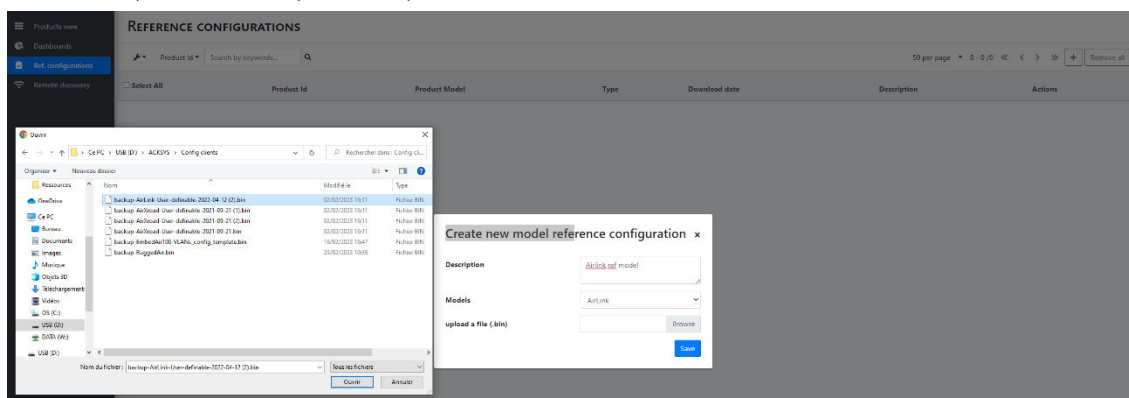 Products view
REFERENCE CONFIGURATIONS
Dashboards
Ref. configurations
Product Id Search by keywords...
50 per page 0 - 0 /0 Remove all
Remote discovery
Select All Product Id Product Model Type Download date Description Actions
Ouvrir
Ce PC > USB (D:) > ACKSYS > Config clients
Rechercher dans : Config cli...
Organiser Nouveau dossier
Ressources
OneDrive
Ce PC
Bureau
Documents
Images
Musique
Objets 3D
Téléchargements
Vidéos
OS (C:)
USB (D:)
DATA (W:)
USB (D:)
Nom Modifié le Type
backup-AirLink-User-definable-2022-04-12 (2).bin 02/02/2023 16:11 Fichier BIN
backup-AirXroad-User-definable-2021-09-21 (1).bin 02/02/2023 16:11 Fichier BIN
backup-AirXroad-User-definable-2021-09-21 (2).bin 02/02/2023 16:11 Fichier BIN
backup-AirXroad-User-definable-2021-09-21.bin 02/02/2023 16:11 Fichier BIN
backup-EmbedAir100-VLANs_config_template.bin 16/02/2023 16:47 Fichier BIN
backup-RuggedAir.bin Fichier BIN
Nom du fichier : backup-AirLink-User-definable-2022-04-12 (2).bin Tous les fichiers
Ouvrir Annuler
Create new model reference configuration ×
Description Airlink ref model
Models AirLink
upload a file (.bin) Browse
Save